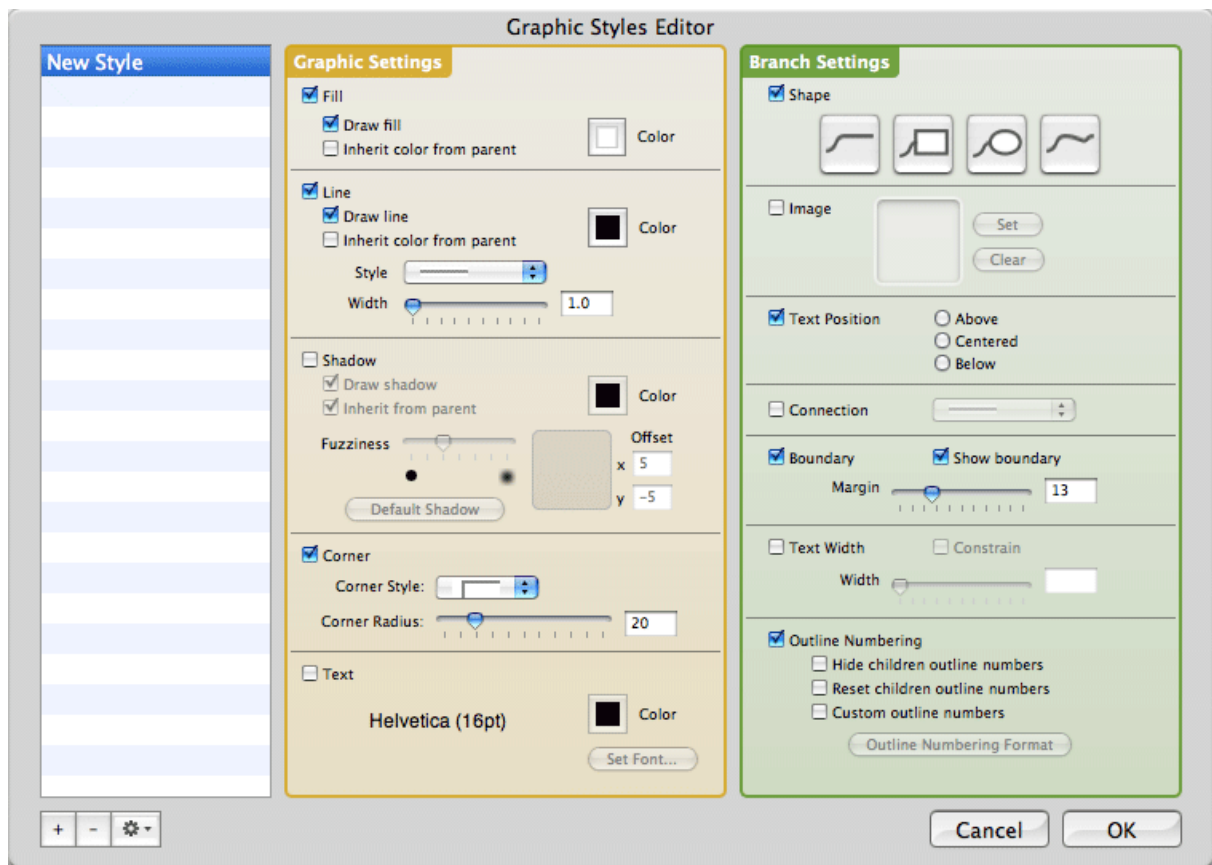 Graphic Styles Editor
New Style
Graphic Settings
Fill
Draw fill
Inherit color from parent
Color
Line
Draw line
Inherit color from parent
Color
Style
Width
1.0
Shadow
Draw shadow
Inherit from parent
Color
Fuzziness
Offset
x 5
y -5
Default Shadow
Corner
Corner Style:
Corner Radius:
20
Text
Helvetica (16pt)
Color
Set Font...
Branch Settings
Shape
Image
Set
Clear
Text Position
Above
Centered
Below
Connection
Boundary
Show boundary
Margin
13
Text Width
Constrain
Width
Outline Numbering
Hide children outline numbers
Reset children outline numbers
Custom outline numbers
Outline Numbering Format
+ -
Cancel
OK